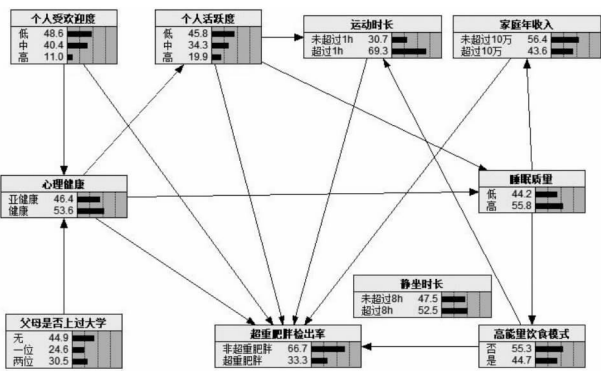 个人受欢迎度
低 48.6
中 40.4
高 11.0
个人活跃度
低 45.8
中 34.3
高 19.9
运动时长
未超过1h 30.7
超过1h 69.3
家庭年收入
未超过10万 56.4
超过10万 43.6
心理健康
亚健康 46.4
健康 53.6
睡眠质量
低 44.2
高 55.8
静坐时长
未超过8h 47.5
超过8h 52.5
父母是否上过大学
无 44.9
一位 24.6
两位 30.5
超重肥胖检出率
非超重肥胖 66.7
超重肥胖 33.3
高能量饮食模式
否 55.3
是 44.7